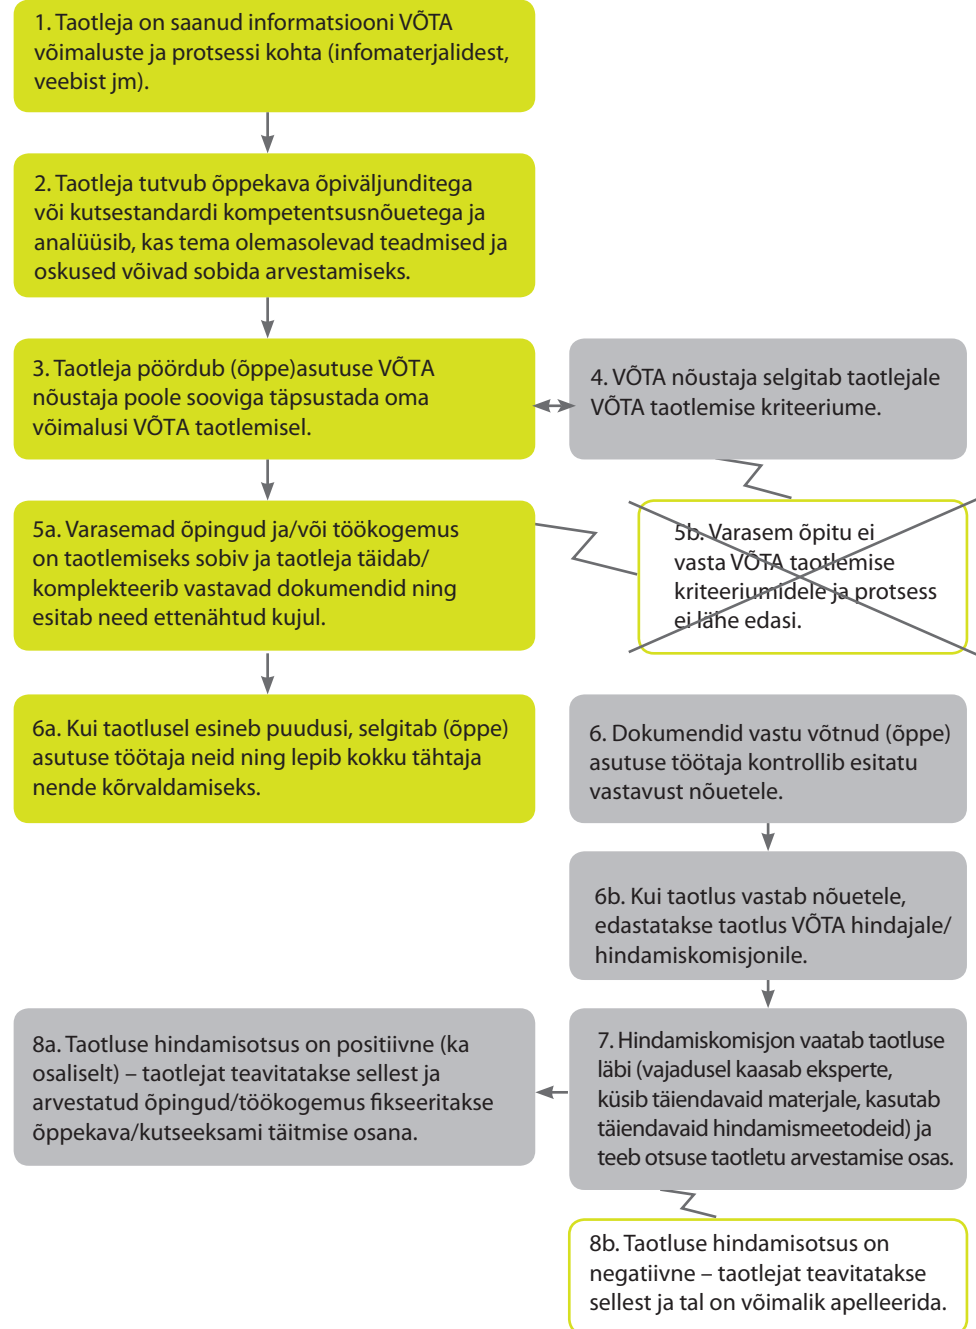 1. Taotleja on saanud informatsiooni VÕTA
võimaluste ja protsessi kohta (infomaterjalidest,
veebist jm).
2. Taotleja tutvub õppekava õpiväljunditega
või kutsestandardi kompetentsusnõuetega ja
analüüsib, kas tema olemasolevad teadmised ja
oskused võivad sobida arvestamiseks.
3. Taotleja pöördub (õppe)asutuse VÕTA
nõustaja poole sooviga täpsustada oma
võimalusi VÕTA taotlemisel.
4. VÕTA nõustaja selgitab taotlejale
VÕTA taotlemise kriteeriume.
5a. Varasemad õpingud ja/või töökogemus
on taotlemiseks sobiv ja taotleja täidab/
komplekteerib vastavad dokumendid ning
esitab need ettenähtud kujul.
5b. Varasem õpitu ei
vasta VÕTA taotlemise
kriteeriumidele ja protsess
ei lähe edasi.
6a. Kui taotlusel esineb puudusi, selgitab (õppe)
asutuse töötaja neid ning lepib kokku tähtaja
nende kõrvaldamiseks.
6. Dokumendid vastu võtnud (õppe)
asutuse töötaja kontrollib esitatu
vastavust nõuetele.
6b. Kui taotlus vastab nõuetele,
edastatakse taotlus VÕTA hindajale/
hindamiskomisjonile.
8a. Taotluse hindamisotsus on positiivne (ka
osaliselt) – taotlejat teavitatakse sellest ja
arvestatud õpingud/töökogemus fikseeritakse
õppekava/kutseeksami täitmise osana.
7. Hindamiskomisjon vaatab taotluse
läbi (vajadusel kaasab eksperte,
küsib täiendavaid materjale, kasutab
täiendavaid hindamismeetodeid) ja
teeb otsuse taotletu arvestamise osas.
8b. Taotluse hindamisotsus on
negatiivne – taotlejat teavitatakse
sellest ja tal on võimalik apelleerida.